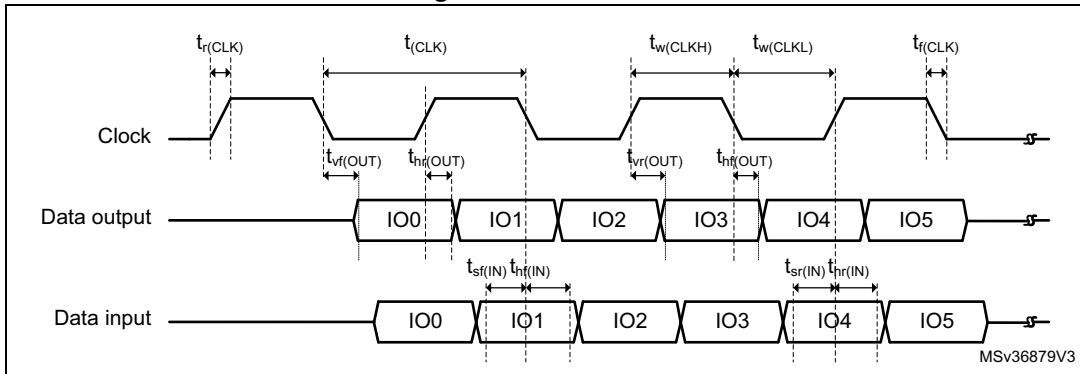 tr(CLK) t(CLK) tw(CLKH) tw(CLKL) tf(CLK)
Clock
tvf(OUT) thr(OUT) tvr(OUT) thf(OUT)
Data output IO0 IO1 IO2 IO3 IO4 IO5
tsf(IN) thf(IN) tsr(IN) thr(IN)
Data input IO0 IO1 IO2 IO3 IO4 IO5
MSv36879V3